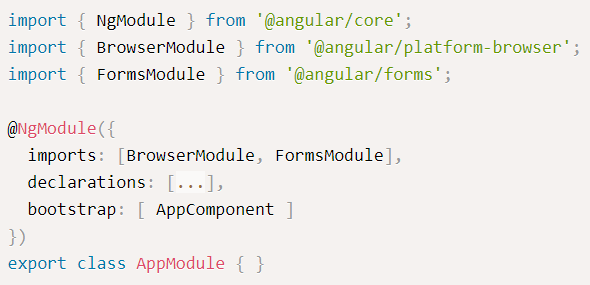 import { NgModule } from '@angular/core';
import { BrowserModule } from '@angular/platform-browser';
import { FormsModule } from '@angular/forms';
@NgModule({
  imports: [BrowserModule, FormsModule],
  declarations: [...],
  bootstrap: [ AppComponent ]
})
export class AppModule { }